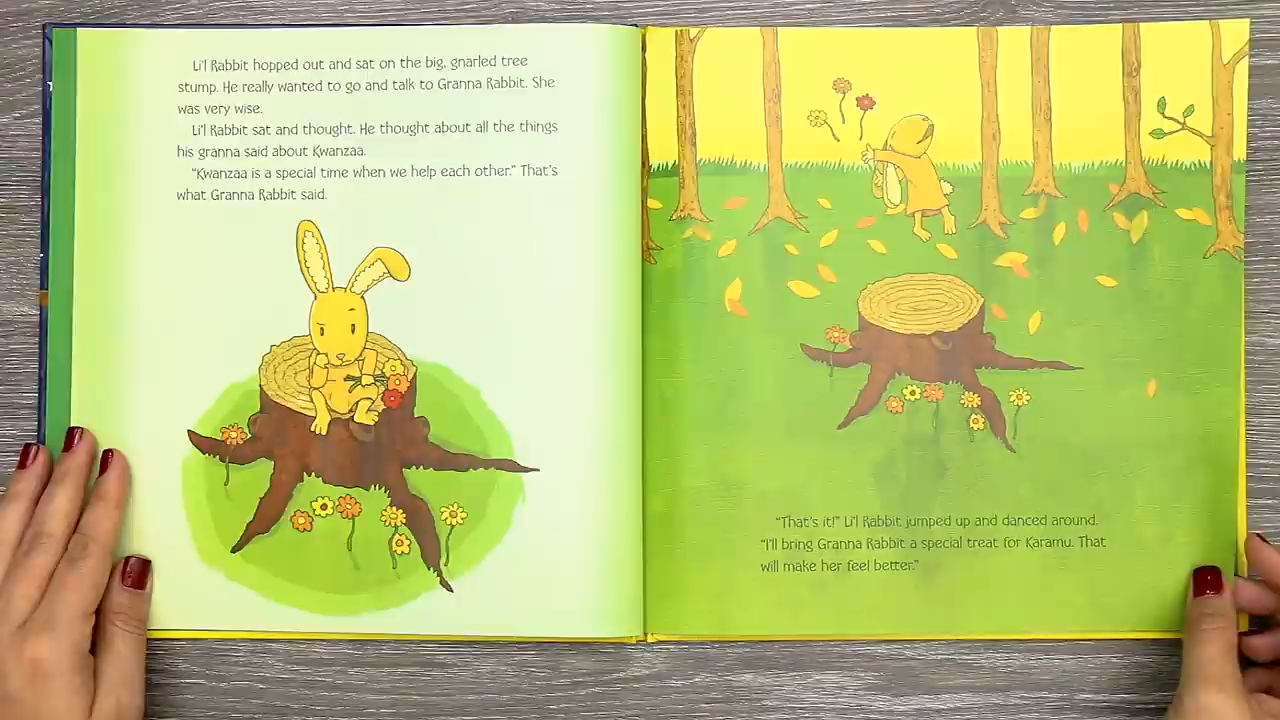 Li'l Rabbit hopped out and sat on the big, gnarled tree
stump. He really wanted to go and talk to Granna Rabbit. She
was very wise.
Li'l Rabbit sat and thought. He thought about all the things
his granna said about Kwanzaa.
"Kwanzaa is a special time when we help each other." That's
what Granna Rabbit said.
"That's it!" Li'l Rabbit jumped up and danced around.
"I'll bring Granna Rabbit a special treat for Karamu. That
will make her feel better."